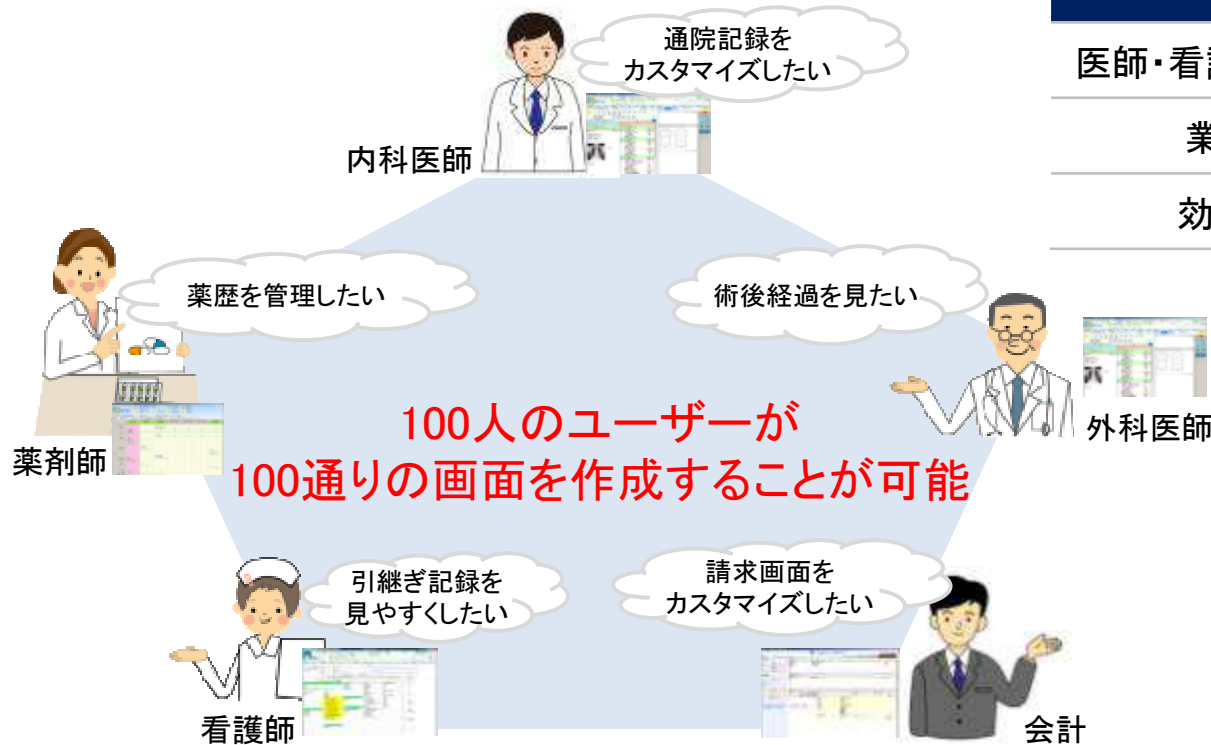 通院記録を
カスタマイズしたい
内科医師
医師・看
業
効
薬歴を管理したい
術後経過を見たい
薬剤師
外科医師
100人のユーザーが
100通りの画面を作成することが可能
引継ぎ記録を
見やすくしたい
請求画面を
カスタマイズしたい
看護師
会計